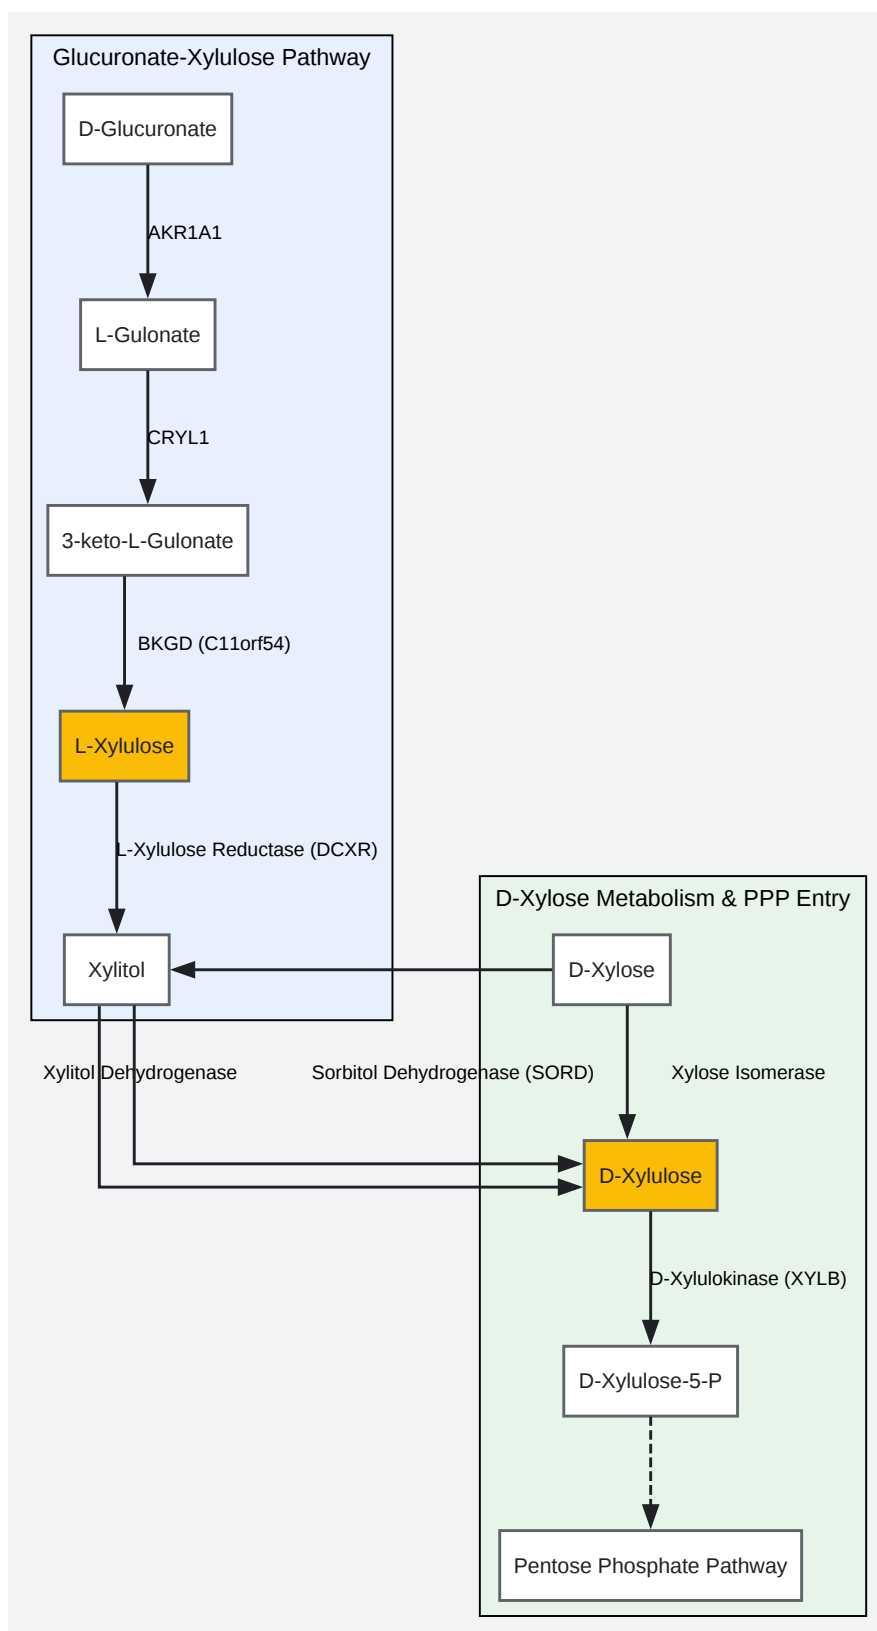 Glucuronate-Xylulose Pathway
D-Glucuronate
AKR1A1
L-Gulonate
CRYL1
3-keto-L-Gulonate
BKGD (C11orf54)
L-Xylulose
L-Xylulose Reductase (DCXR)
D-Xylose Metabolism & PPP Entry
Xylitol
D-Xylose
Xylitol Dehydrogenase
Sorbitol Dehydrogenase (SORD)
Xylose Isomerase
D-Xylulose
D-Xylulokinase (XYLB)
D-Xylulose-5-P
Pentose Phosphate Pathway